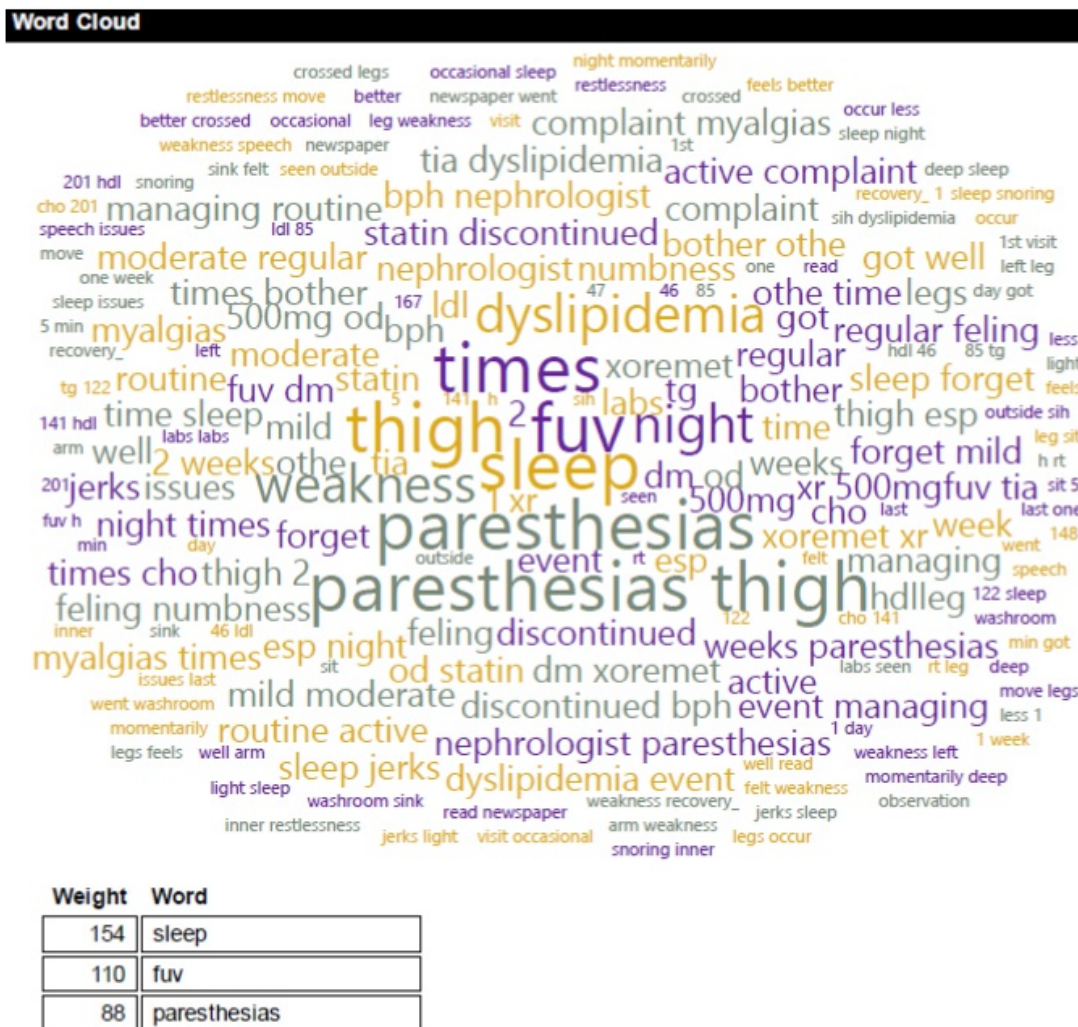 Word Cloud
night momentarily
crossed legs occasional sleep restlessness feels better
restlessness move better newspaper went crossed
better crossed occasional leg weakness visit complaint myalgias occur less
weakness speech newspaper 1st sleep night
sink felt seen outside tia dyslipidemia active complaint deep sleep
201 hdl snoring bph nephrologist recovery_ 1 sleep snoring
cho 201 managing routine complaint sih dyslipidemia occur
speech issues ldl 85 statin discontinued bother othe got well 1st visit
move moderate regular nephrologist numbness one read left leg
one week times bother 47 46 85 othe time legs day got
sleep issues 500mg od 167 ldl dyslipidemia got
5 min myalgias bph regular feling less
recovery_ left moderate times xoremet regular hdl 46 85 tg light
tg 122 routine fuv dm statin 5 141 h sih labs tg bother sleep forget feels
141 hdl time sleep mild thigh 2 fuv night time thigh esp outside sih
arm well labs labs forget mild leg sit
2 weeks othe tia sleep dm od weeks h rt
201 jerks issues weakness 1 xr seen 500mg xr 500mg fuv tia sit 5
fuv h night times forget paresthesias cho last last one
min day xoremet xr week went 148
times cho thigh 2 outside event rt esp felt managing speech
feling numbness paresthesias thigh hdl leg 122 sleep
inner sink 46 ldl 122 cho 141 washroom
myalgias times esp night feling discontinued weeks paresthesias min got
issues last sit od statin dm xoremet labs seen rt leg deep
went washroom mild moderate discontinued bph active event managing move legs
less 1
momentarily routine active nephrologist paresthesias 1 day 1 week
legs feels well arm weakness left
light sleep sleep jerks dyslipidemia event well read momentarily deep
washroom sink read newspaper weakness recovery_ felt weakness observation
inner restlessness arm weakness jerks sleep
jerks light visit occasional legs occur
snoring inner
Weight Word
154 sleep
110 fuv
88 paresthesias